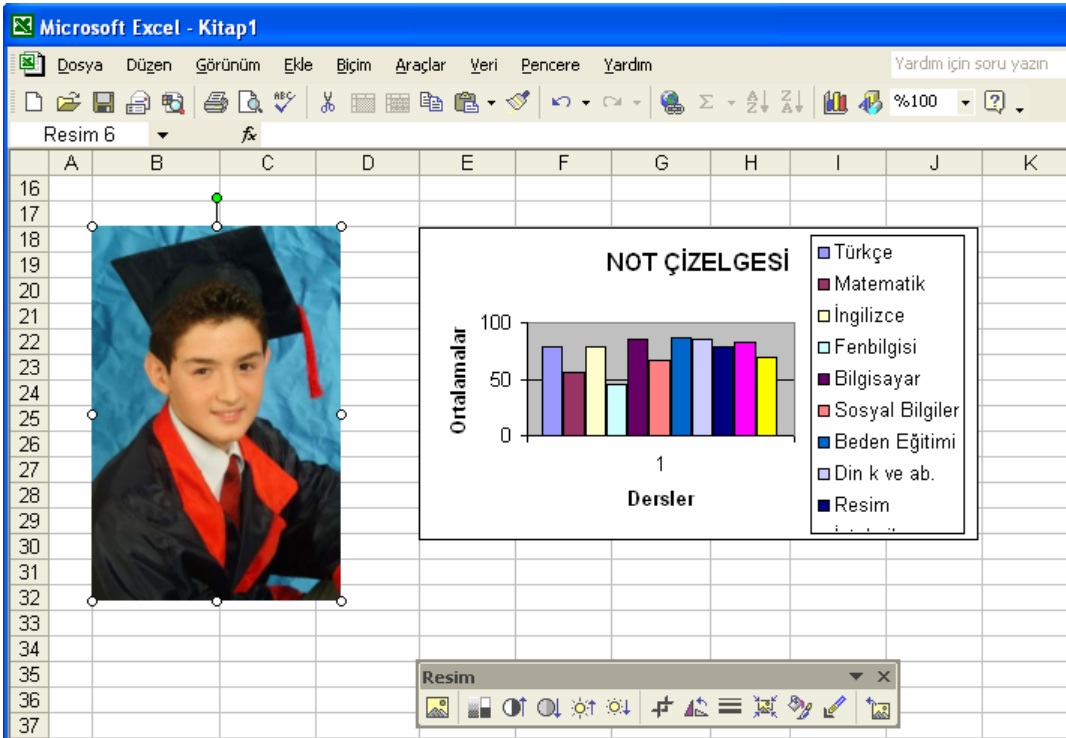 Microsoft Excel - Kitap1
Dosya Düzen Görünüm Ekle Biçim Araçlar Veri Pencere Yardım Yardım için soru yazın
ABC Σ A Z Z A %100
Resim 6 fx
A B C D E F G H I J K
16
17
18
19
20
21
22
23
24
25
26
27
28
29
30
31
32
33
34
35
36
37
NOT ÇİZELGESİ
Ortalamalar
100
50
0
1
Dersler
Türkçe
Matematik
İngilizce
Fenbilgisi
Bilgisayar
Sosyal Bilgiler
Beden Eğitimi
Din k ve ab.
Resim
Resim